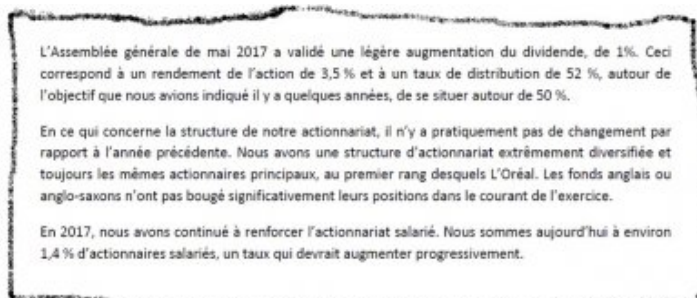 L'Assemblée générale de mai 2017 a validé une légère augmentation du dividende, de 1%. Ceci
correspond à un rendement de l'action de 3,5 % et à un taux de distribution de 52 %, autour de
l'objectif que nous avions indiqué il y a quelques années, de se situer autour de 50 %.
En ce qui concerne la structure de notre actionnariat, il n'y a pratiquement pas de changement par
rapport à l'année précédente. Nous avons une structure d'actionnariat extrêmement diversifiée et
toujours les mêmes actionnaires principaux, au premier rang desquels L'Oréal. Les fonds anglais ou
anglo-saxons n'ont pas bougé significativement leurs positions dans le courant de l'exercice.
En 2017, nous avons continué à renforcer l'actionnariat salarié. Nous sommes aujourd'hui à environ
1,4 % d'actionnaires salariés, un taux qui devrait augmenter progressivement.